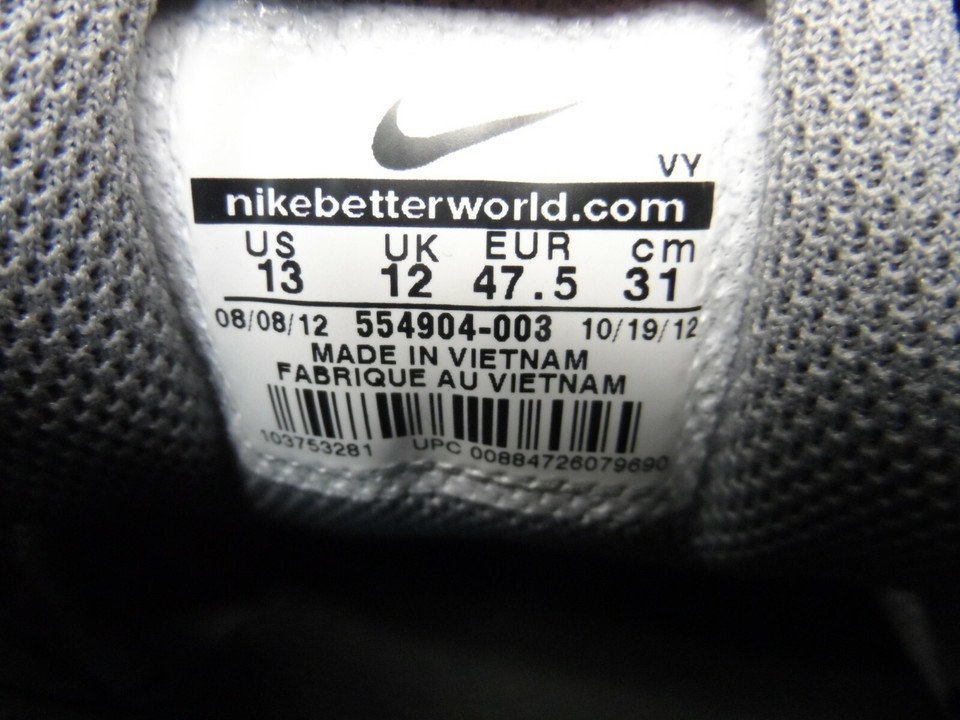 VY
nikebetterworld.com
US UK EUR cm
13 12 47.5 31
08/08/12 554904-003 10/19/12
MADE IN VIETNAM
FABRIQUE AU VIETNAM
103753281 UPC 00884726079690